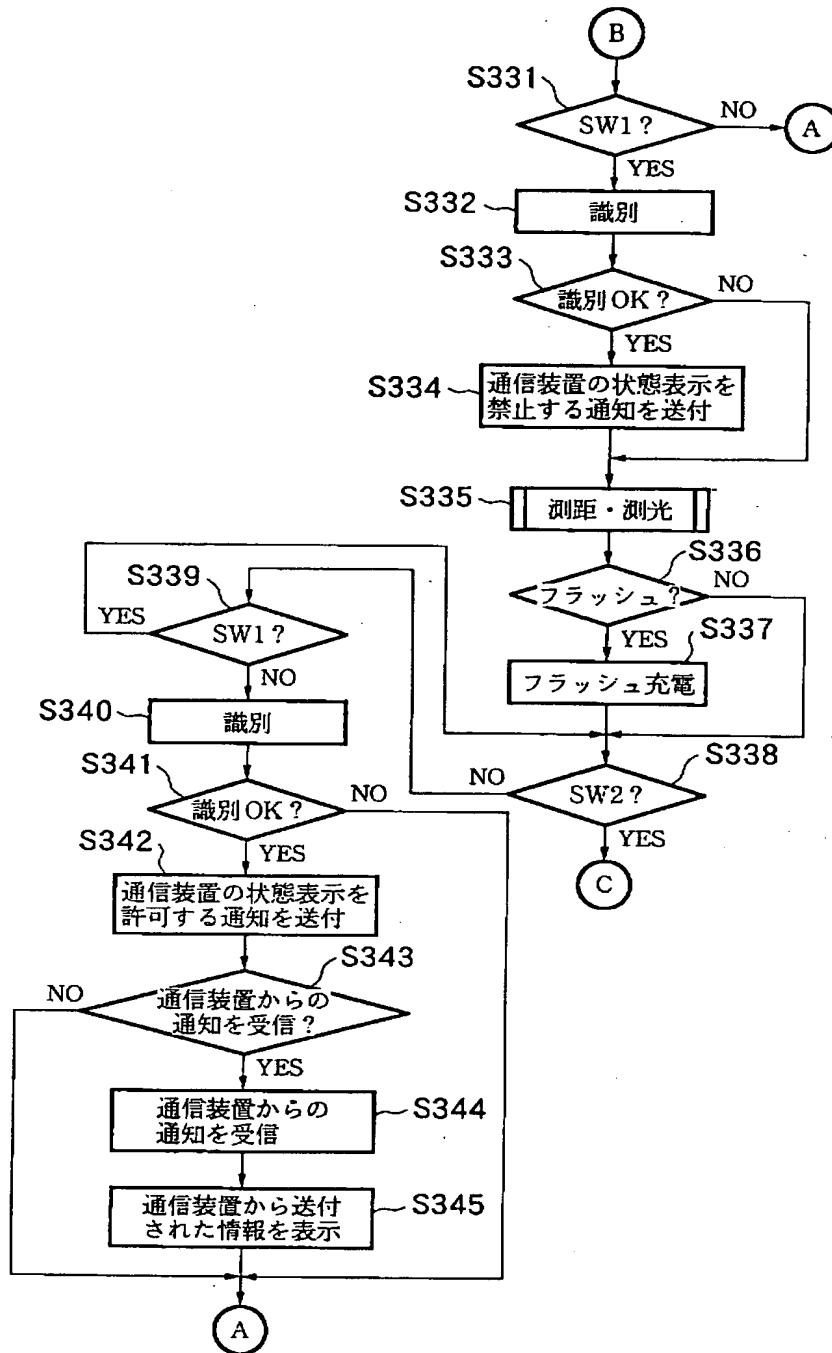 B
S331
SW1?
NO
A
YES
S332
識別
S333
識別OK?
NO
YES
S334
通信装置の状態表示を
禁止する通知を送付
S335
測距・測光
S336
フラッシュ?
NO
YES
S337
フラッシュ充電
S338
SW2?
NO
YES
C
S339
YES
SW1?
NO
S340
識別
S341
識別OK?
NO
YES
S342
通信装置の状態表示を
許可する通知を送付
S343
NO
通信装置からの
通知を受信?
YES
通信装置からの
通知を受信
S344
通信装置から送付
された情報を表示
S345
A